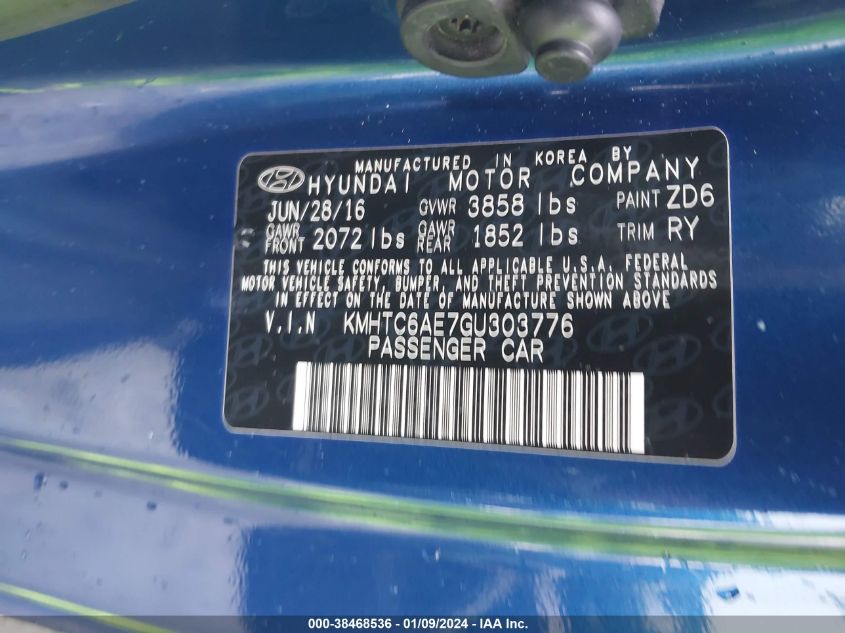 MANUFACTURED IN KOREA BY
HYUNDAI MOTOR COMPANY
JUN/28/16 GVWR 3858 lbs PAINT ZD6
GAWR FRONT 2072 lbs GAWR REAR 1852 lbs TRIM RY
THIS VEHICLE CONFORMS TO ALL APPLICABLE U.S.A. FEDERAL
MOTOR VEHICLE SAFETY, BUMPER, AND THEFT PREVENTION STANDARDS
IN EFFECT ON THE DATE OF MANUFACTURE SHOWN ABOVE
V.I.N KMHTC6AE7GU303776
PASSENGER CAR
000-38468536 - 01/09/2024 - IAA Inc.